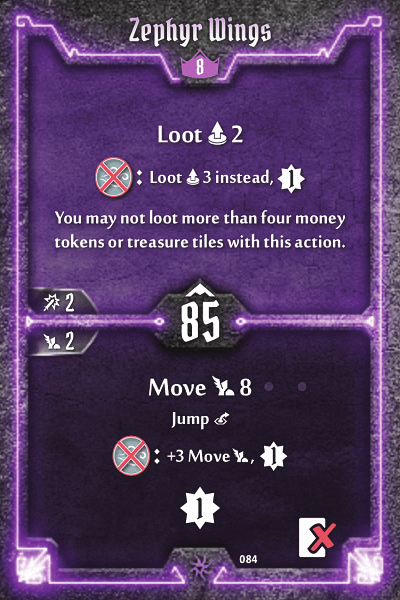 Zephyr Wings
8
Loot 2
: Loot 3 instead, 1
You may not loot more than four money
tokens or treasure tiles with this action.
2
85
2
Move 8
Jump
: +3 Move , 1
1
084